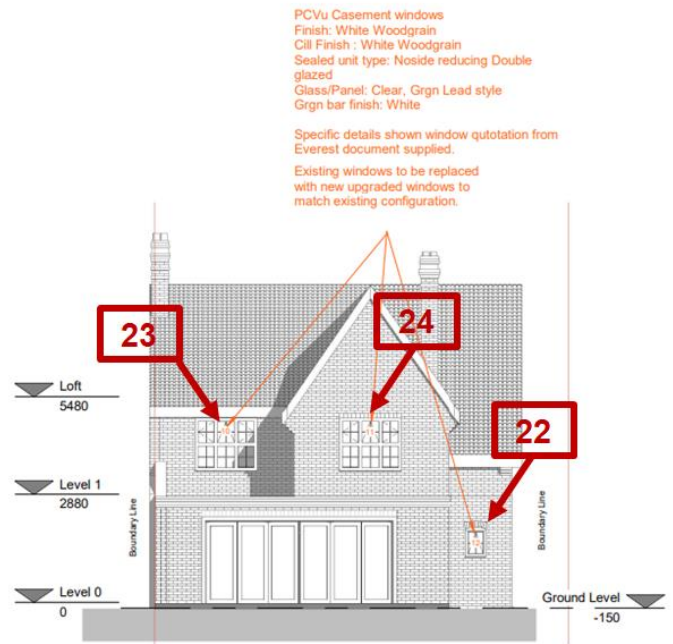 PCVu Casement windows
Finish: White Woodgrain
Cill Finish : White Woodgrain
Sealed unit type: Noside reducing Double
glazed
Glass/Panel: Clear, Grgn Lead style
Grgn bar finish: White
Specific details shown window qutotation from
Everest document supplied.
Existing windows to be replaced
with new upgraded windows to
match existing configuration.
23
24
22
Loft
5480
11
12
Level 1
2880
Boundary Line
Boundary Line
Level 0
0
Ground Level
-150